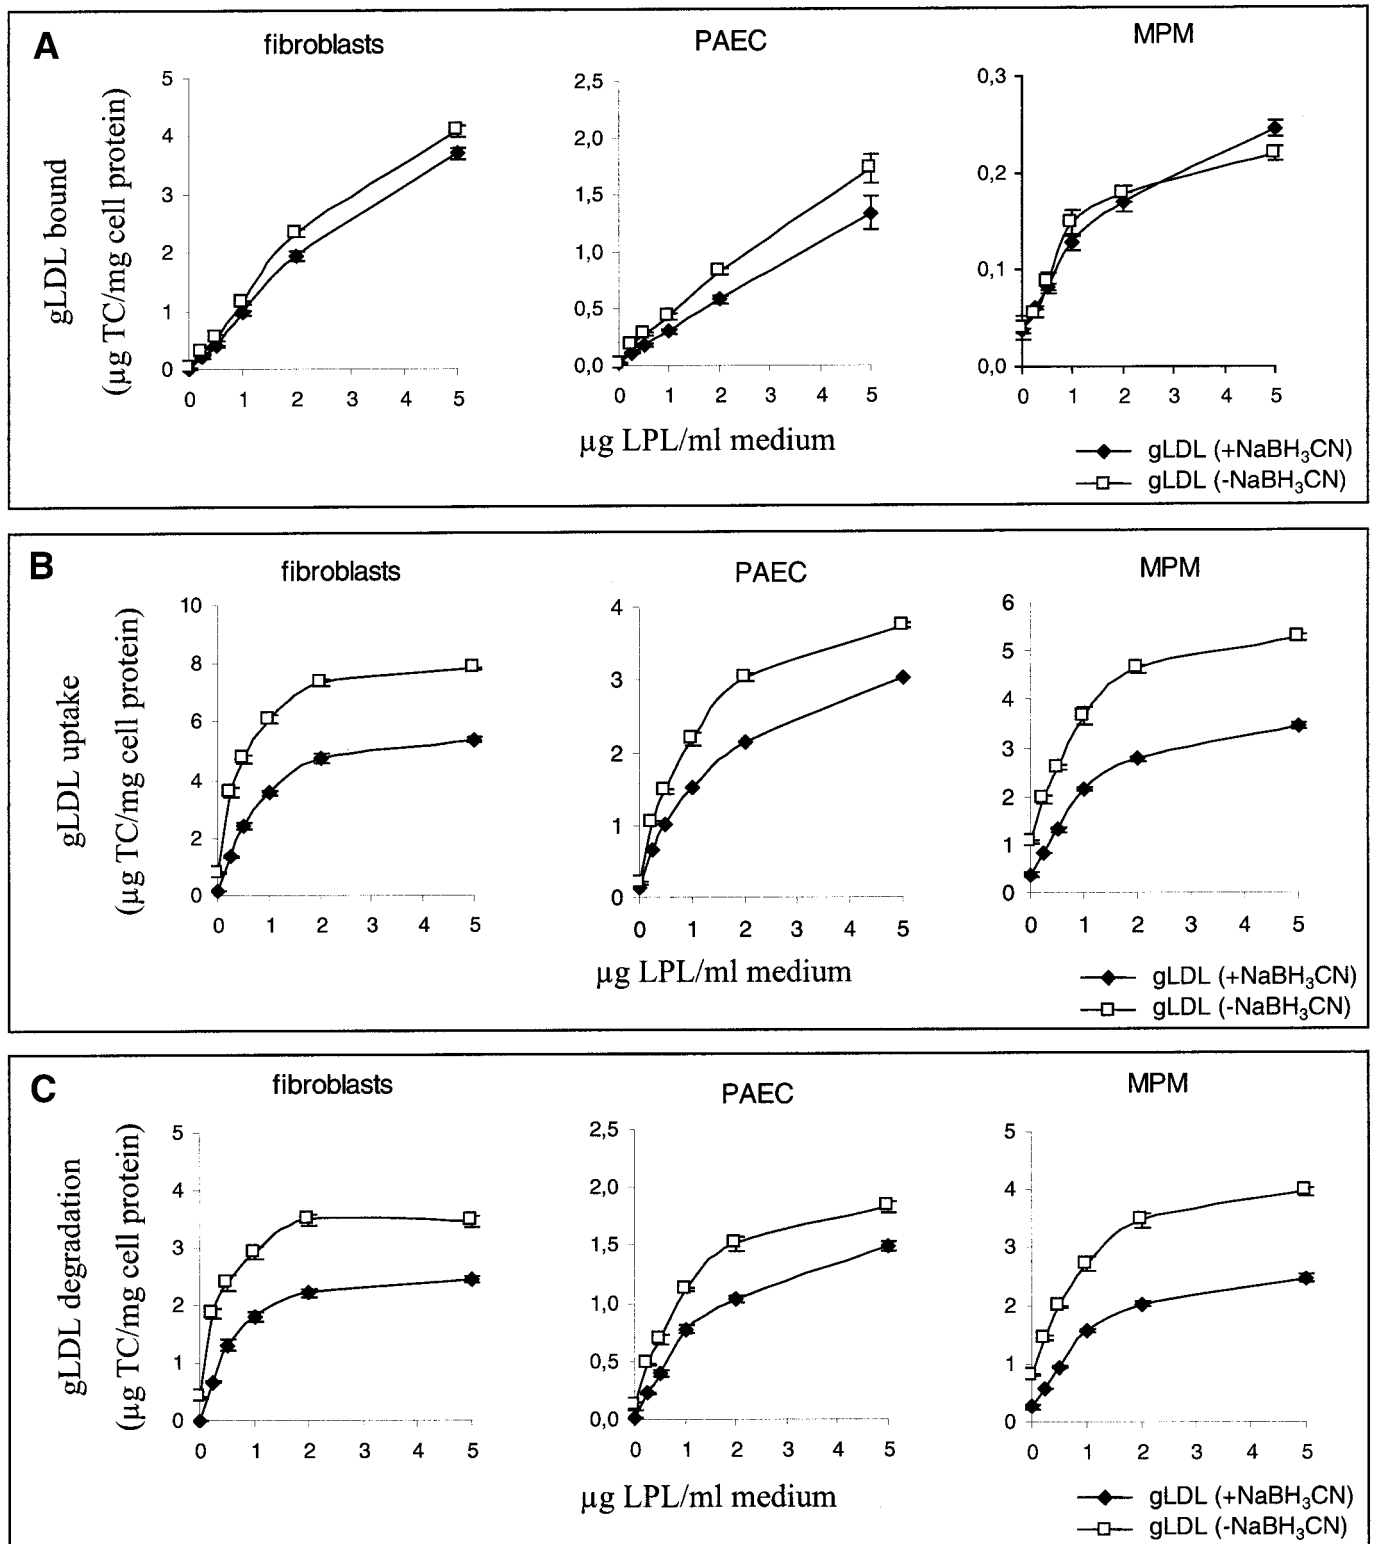 A
fibroblasts
PAEC
MPM
gLDL bound
(µg TC/mg cell protein)
5
4
3
2
1
0
0 1 2 3 4 5
2,5
2,0
1,5
1,0
0,5
0,0
0 1 2 3 4 5
0,3
0,2
0,1
0,0
0 1 2 3 4 5
µg LPL/ml medium
gLDL (+NaBH₃CN)
gLDL (-NaBH₃CN)
B
fibroblasts
PAEC
MPM
gLDL uptake
(µg TC/mg cell protein)
10
8
6
4
2
0
0 1 2 3 4 5
4
3
2
1
0
0 1 2 3 4 5
6
5
4
3
2
1
0
0 1 2 3 4 5
µg LPL/ml medium
gLDL (+NaBH₃CN)
gLDL (-NaBH₃CN)
C
fibroblasts
PAEC
MPM
gLDL degradation
(µg TC/mg cell protein)
5
4
3
2
1
0
0 1 2 3 4 5
2,5
2,0
1,5
1,0
0,5
0,0
0 1 2 3 4 5
5
4
3
2
1
0
0 1 2 3 4 5
µg LPL/ml medium
gLDL (+NaBH₃CN)
gLDL (-NaBH₃CN)